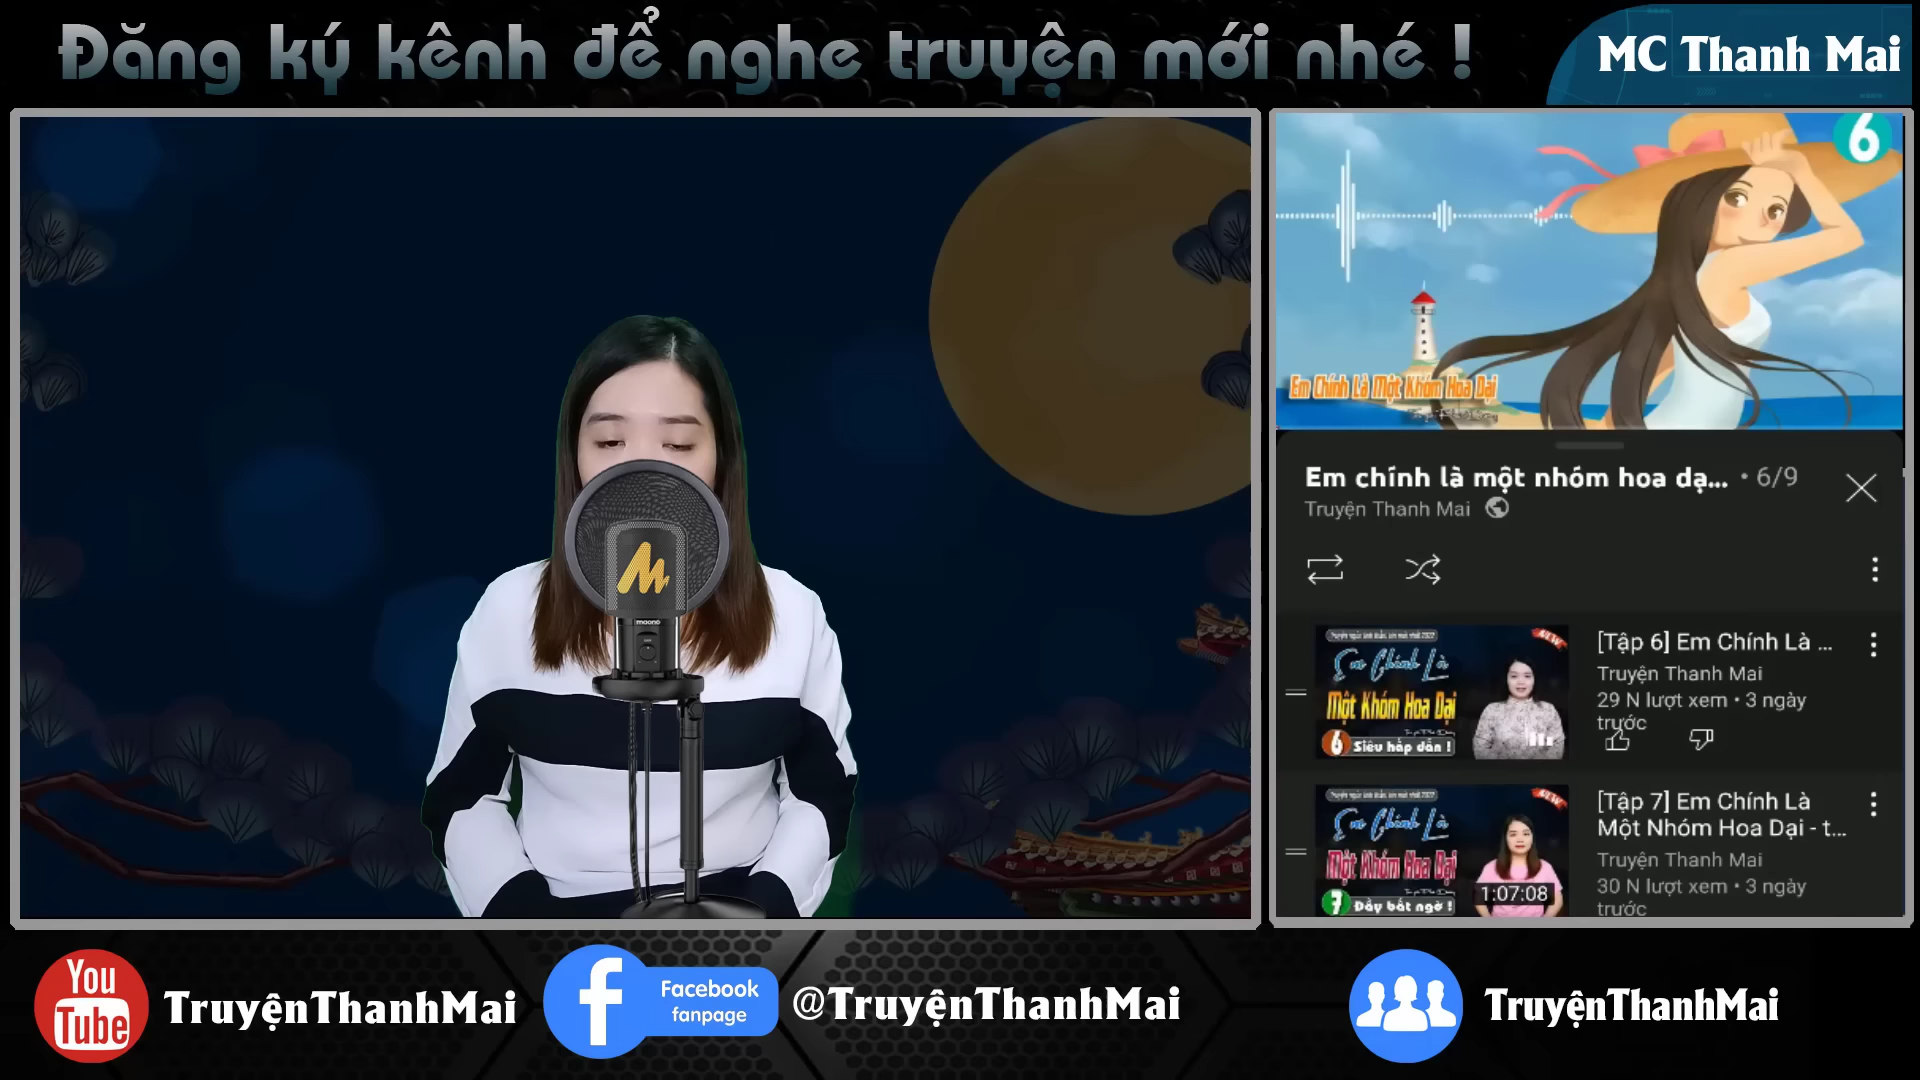 Đăng ký kênh để nghe truyện mới nhé !
MC Thanh Mai
6
Em Chính Là Một Khóm Hoa Dại
Em chính là một nhóm hoa dạ... • 6/9
Truyện Thanh Mai
[Tập 6] Em Chính Là ...
Truyện Thanh Mai
29 N lượt xem • 3 ngày
trước
NEW
Em Chính Là
Một Khóm Hoa Dại
6 Siêu hấp dẫn !
[Tập 7] Em Chính Là
Một Nhóm Hoa Dại - t...
Truyện Thanh Mai
30 N lượt xem • 3 ngày
trước
NEW
Em Chính Là
Một Khóm Hoa Dại
7 Đầy bất ngờ !
1:07:08
maono
You
Tube
TruyệnThanhMai
Facebook
fanpage
@TruyệnThanhMai
TruyệnThanhMai